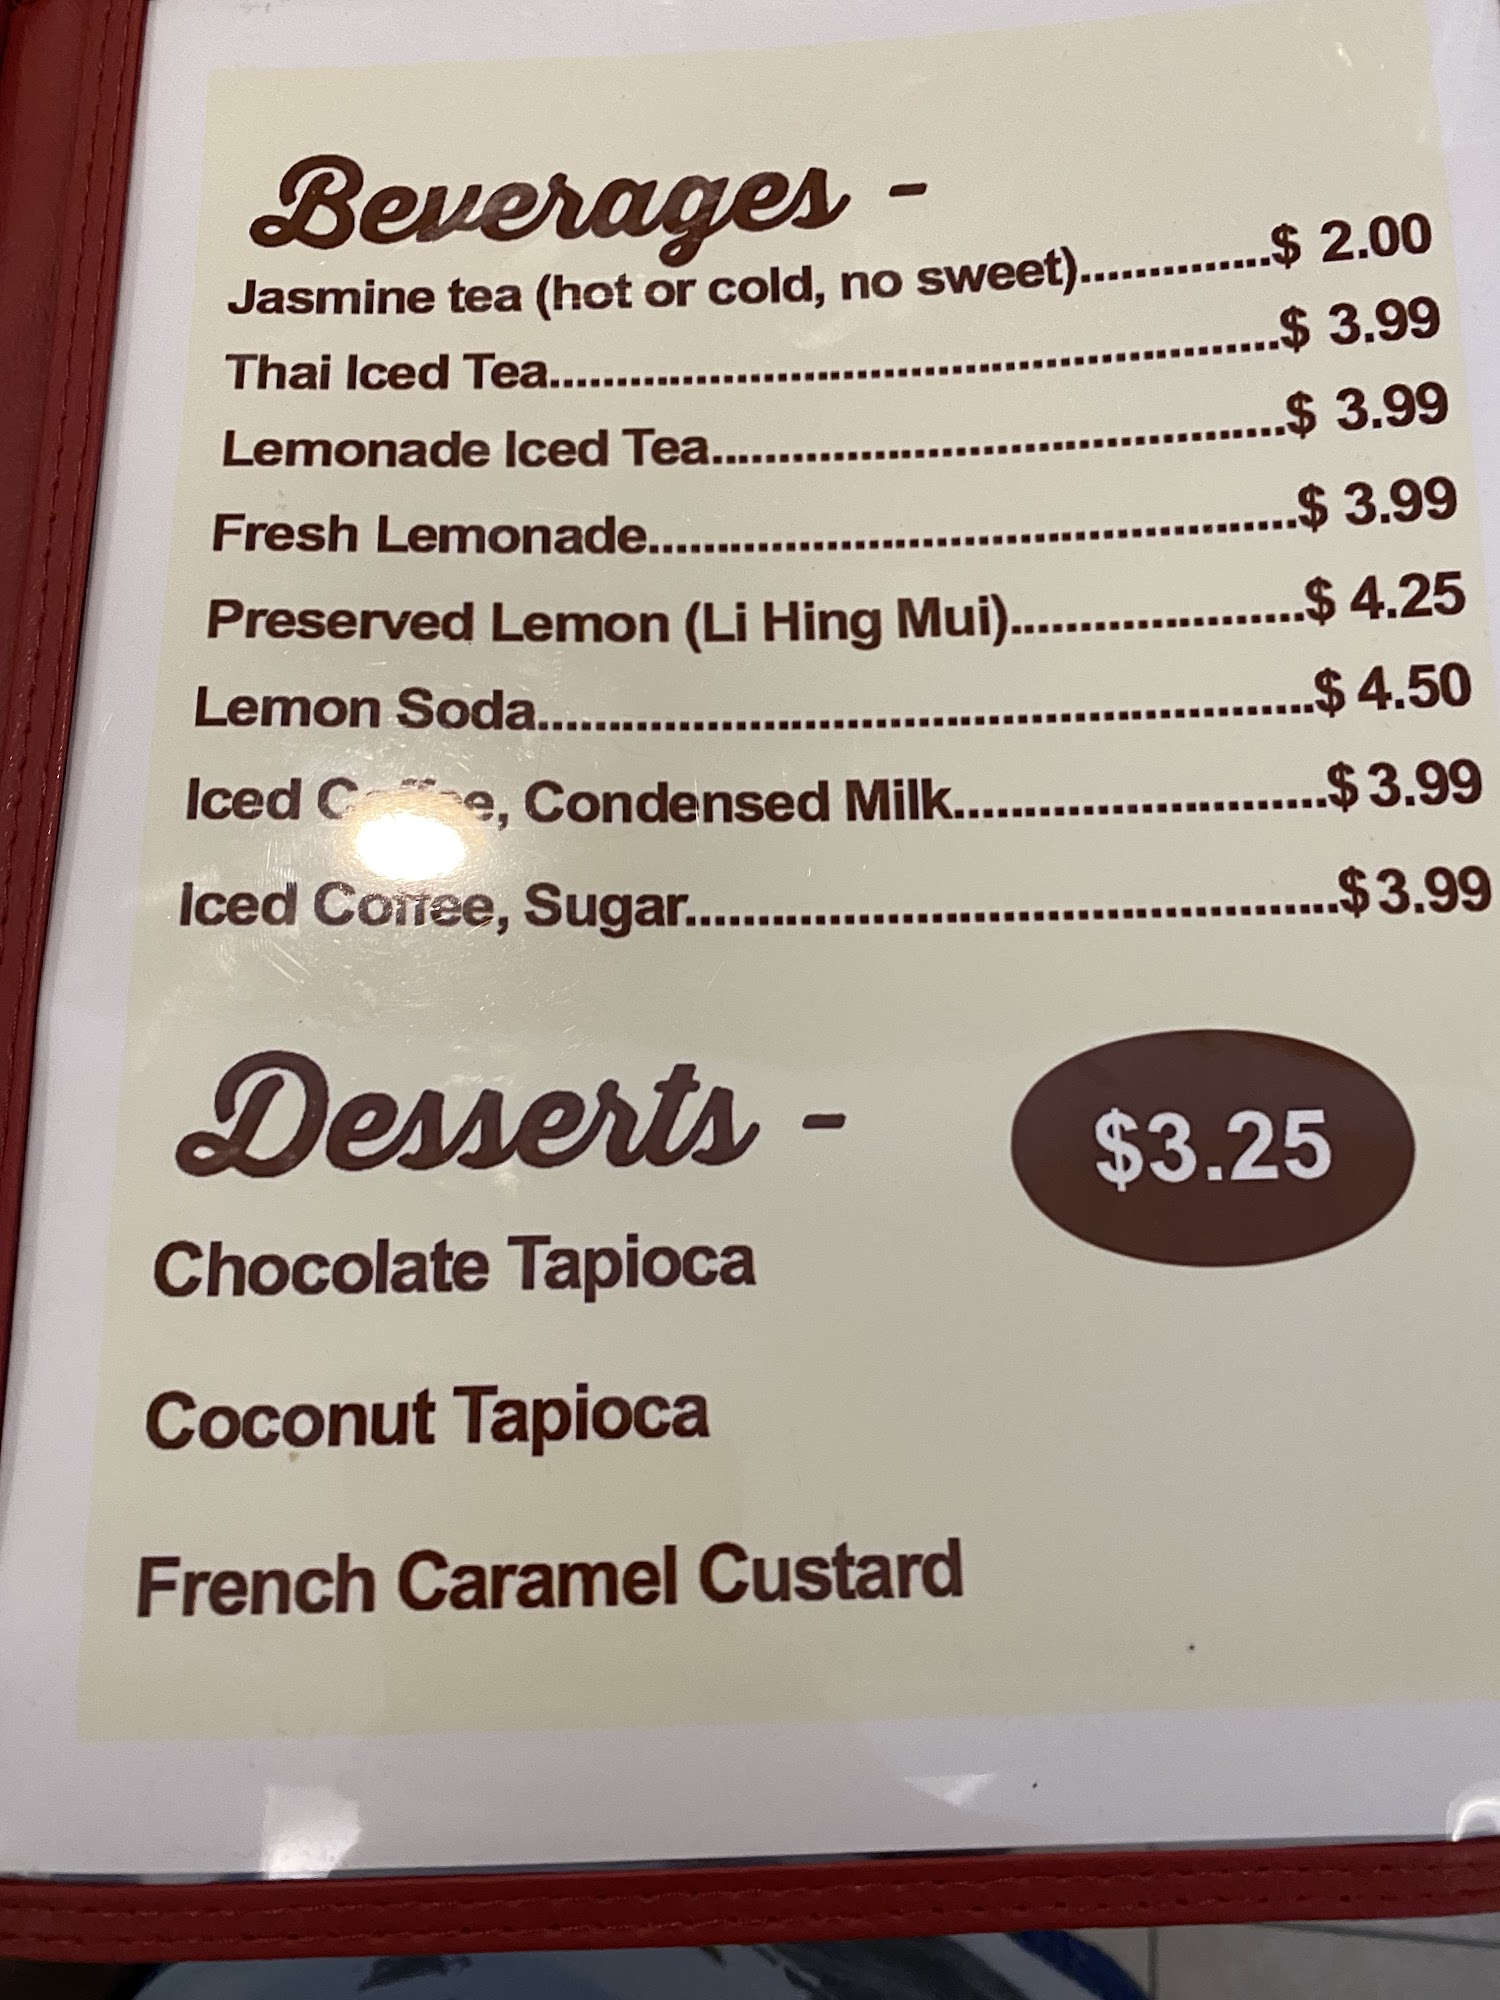 Beverages -
Jasmine tea (hot or cold, no sweet)..............$ 2.00
Thai Iced Tea......................................................$ 3.99
Lemonade Iced Tea..........................................$ 3.99
Fresh Lemonade...............................................$ 3.99
Preserved Lemon (Li Hing Mui).....................$ 4.25
Lemon Soda.......................................................$ 4.50
Iced Coffee, Condensed Milk..........................$ 3.99
Iced Coffee, Sugar.............................................$ 3.99
Desserts -
$3.25
Chocolate Tapioca
Coconut Tapioca
French Caramel Custard